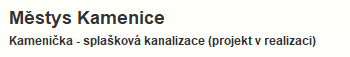 Městys Kamenice
Kamenička - splašková kanalizace (projekt v realizaci)